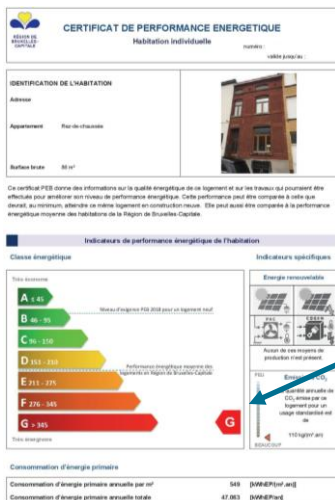 RÉGION DE
BRUXELLES-
CAPITALE
CERTIFICAT DE PERFORMANCE ENERGETIQUE
Habitation individuelle
numéro :
valide jusqu'au :
IDENTIFICATION DE L'HABITATION
Adresse
Appartement Rez-de-chaussée
Surface brute 86 m²
Ce certificat PEB donne des informations sur la qualité énergétique de ce logement et sur les travaux qui pourraient être
effectués pour améliorer son niveau de performance énergétique. Cette performance peut être comparée à celle que
devrait, au minimum, atteindre ce même logement en construction neuve. Elle peut aussi être comparée à la performance
énergétique moyenne des habitations de la Région de Bruxelles-Capitale.
Indicateurs de performance énergétique de l'habitation
Classe énergétique
Indicateurs spécifiques
Très économe
Energie renouvelable
A ≤ 45
Niveau d'exigence PEB 2018 pour un logement neuf
B 46 - 95
C 96 - 150
PAC
COGEN
D 151 - 210
Performance énergétique moyenne des
logements en Région de Bruxelles-Capitale
Aucun de ces moyens de
production n'est présent.
E 211 - 275
PEU
Emission CO₂
F 276 - 345
quantité annuelle de
CO₂ émise par ce
logement pour un
usage standardisé est
de
G > 345
G
110 kg/(m².an)
Très énergivore
BEAUCOUP
Consommation d'énergie primaire
Consommation d'énergie primaire annuelle par m² 549 [kWhEP/(m².an)]
Consommation d'énergie primaire annuelle totale 47.063 [kWhEP/an]